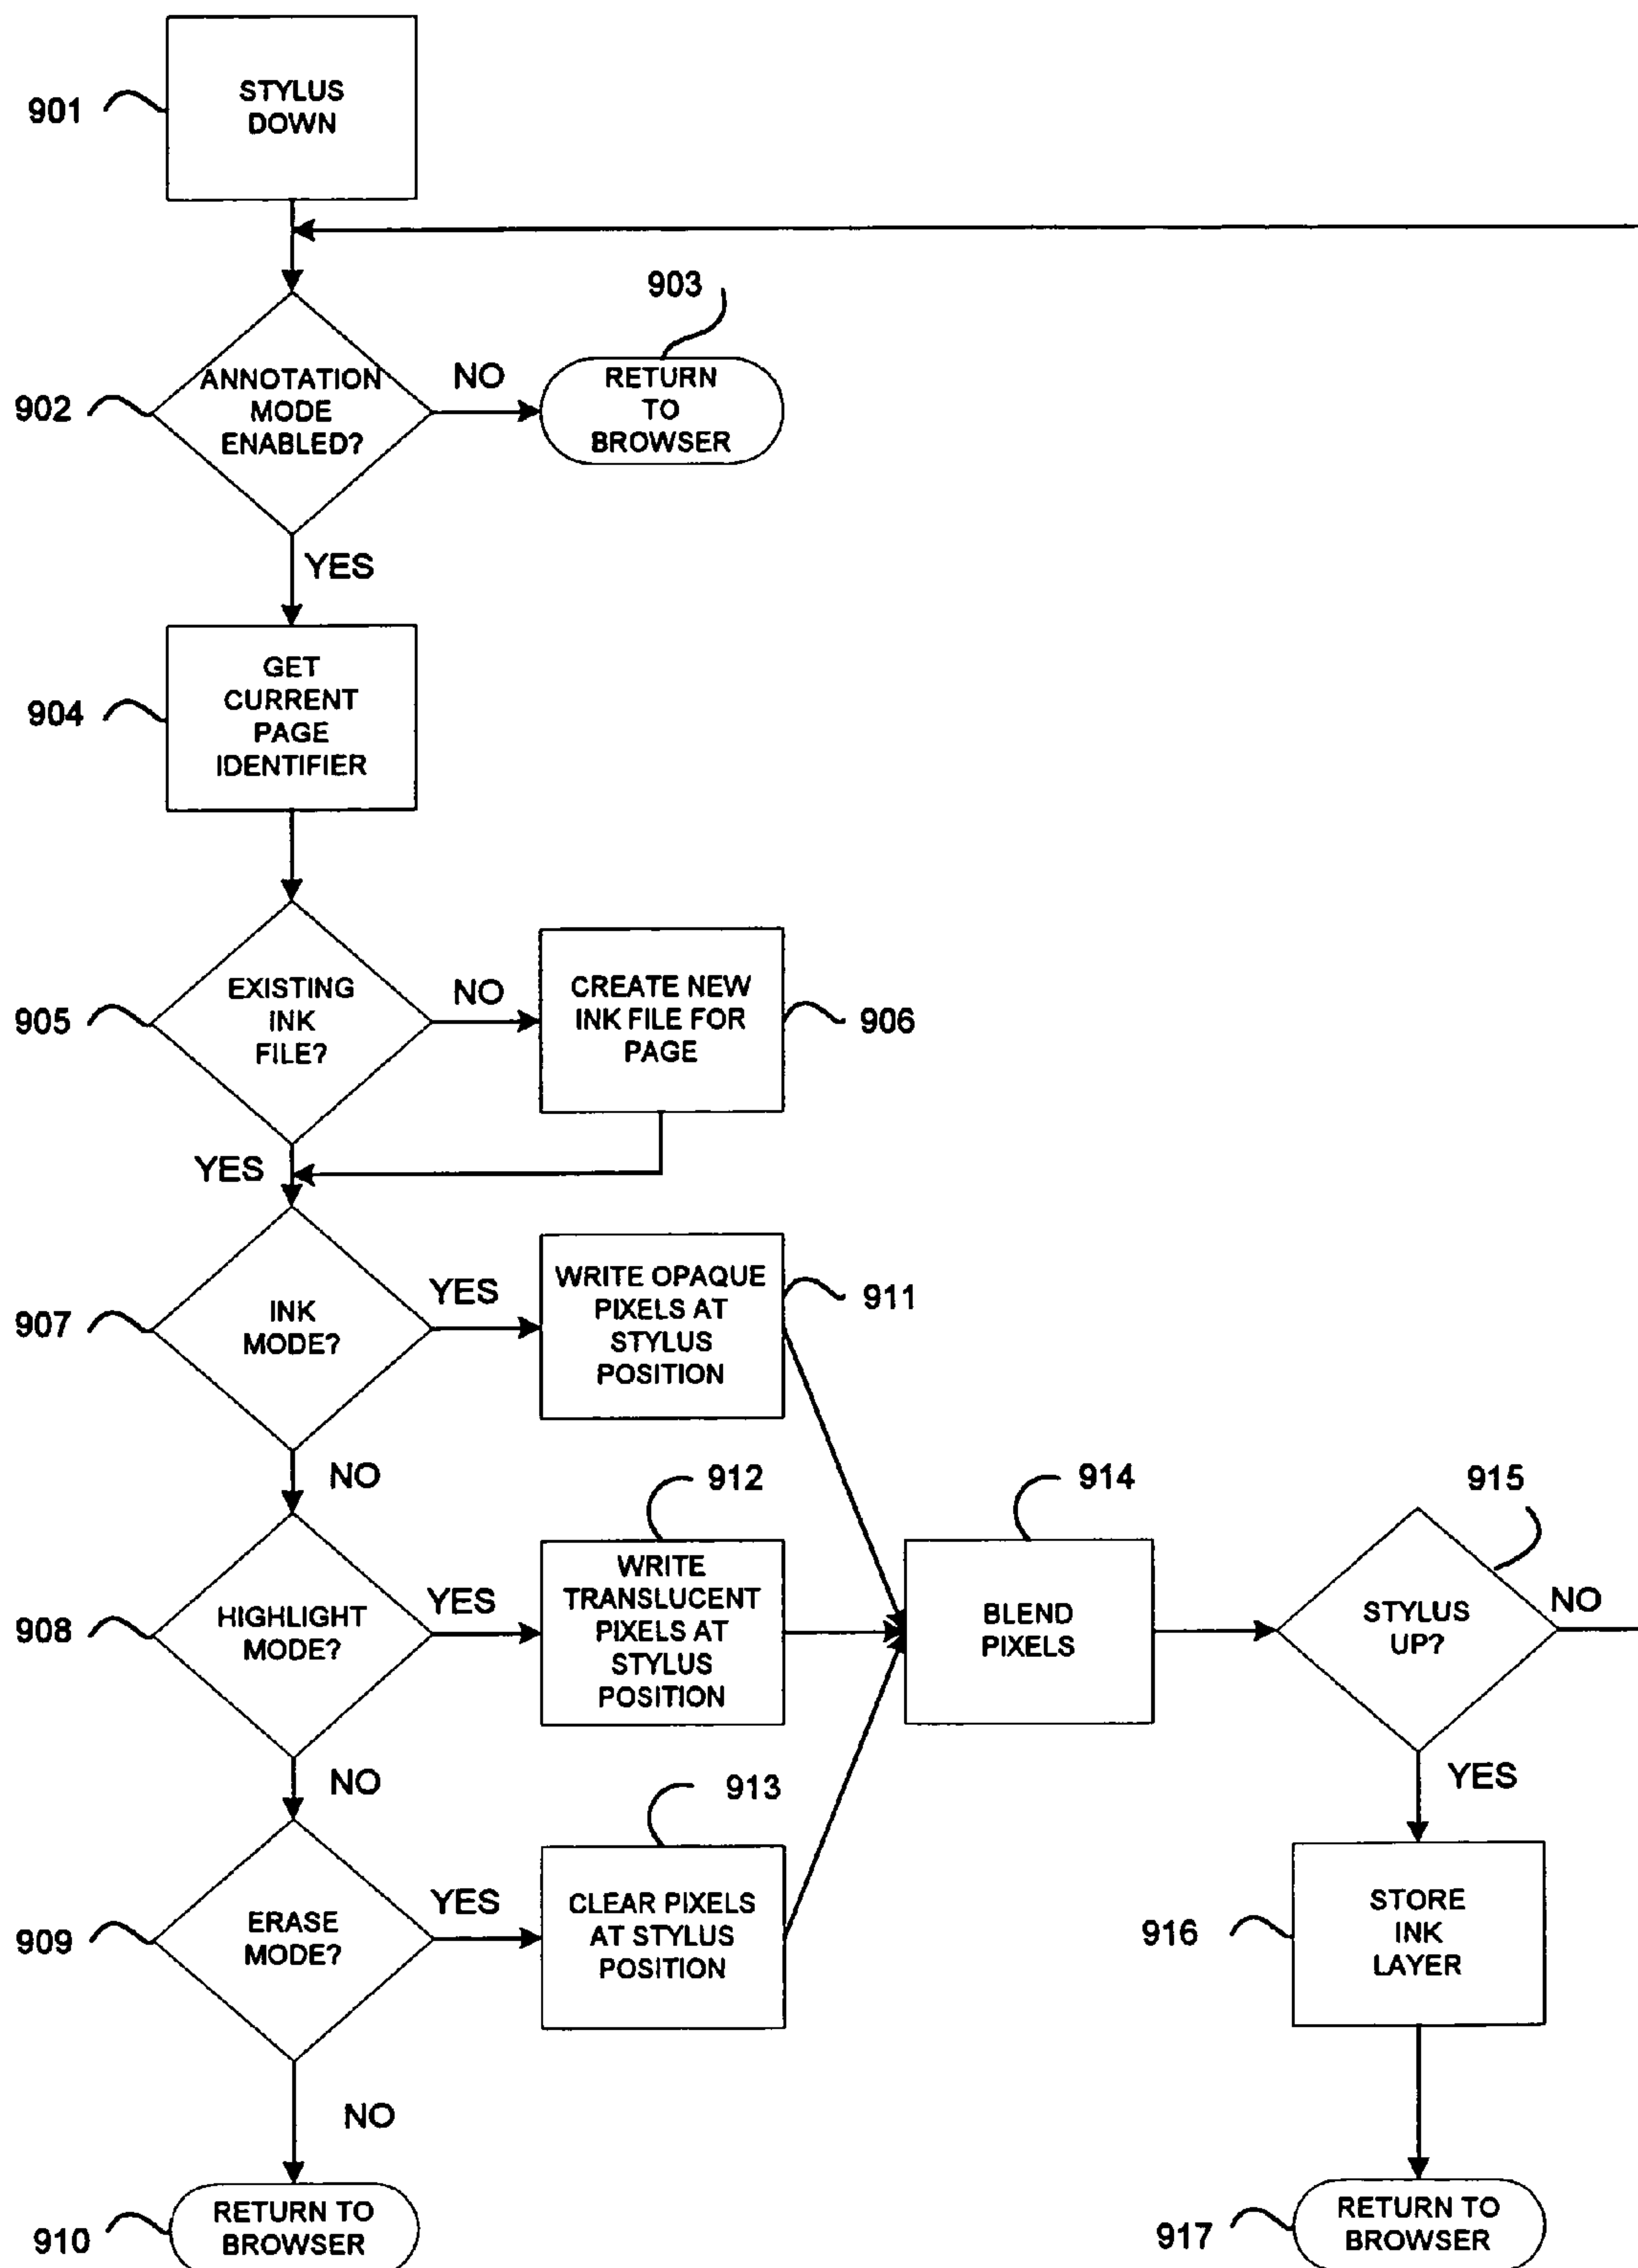 STYLUS
DOWN
901
903
ANNOTATION
MODE
ENABLED?
902
NO
RETURN
TO
BROWSER
YES
GET
CURRENT
PAGE
IDENTIFIER
904
EXISTING
INK
FILE?
905
NO
CREATE NEW
INK FILE FOR
PAGE
906
YES
INK
MODE?
907
YES
WRITE OPAQUE
PIXELS AT
STYLUS
POSITION
911
NO
912
914
915
HIGHLIGHT
MODE?
908
YES
WRITE
TRANSLUCENT
PIXELS AT
STYLUS
POSITION
BLEND
PIXELS
STYLUS
UP?
NO
NO
913
YES
ERASE
MODE?
909
YES
CLEAR PIXELS
AT STYLUS
POSITION
916
STORE
INK
LAYER
NO
910
RETURN TO
BROWSER
917
RETURN TO
BROWSER